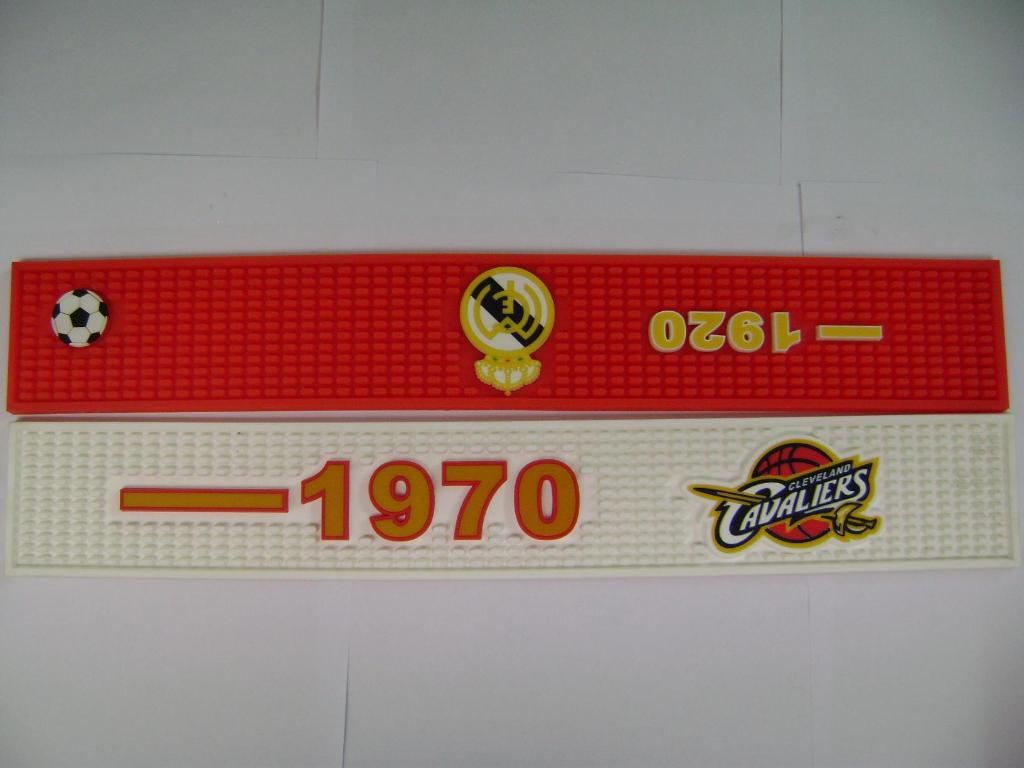 —1920
—1970
CLEVELAND
CAVALIERS